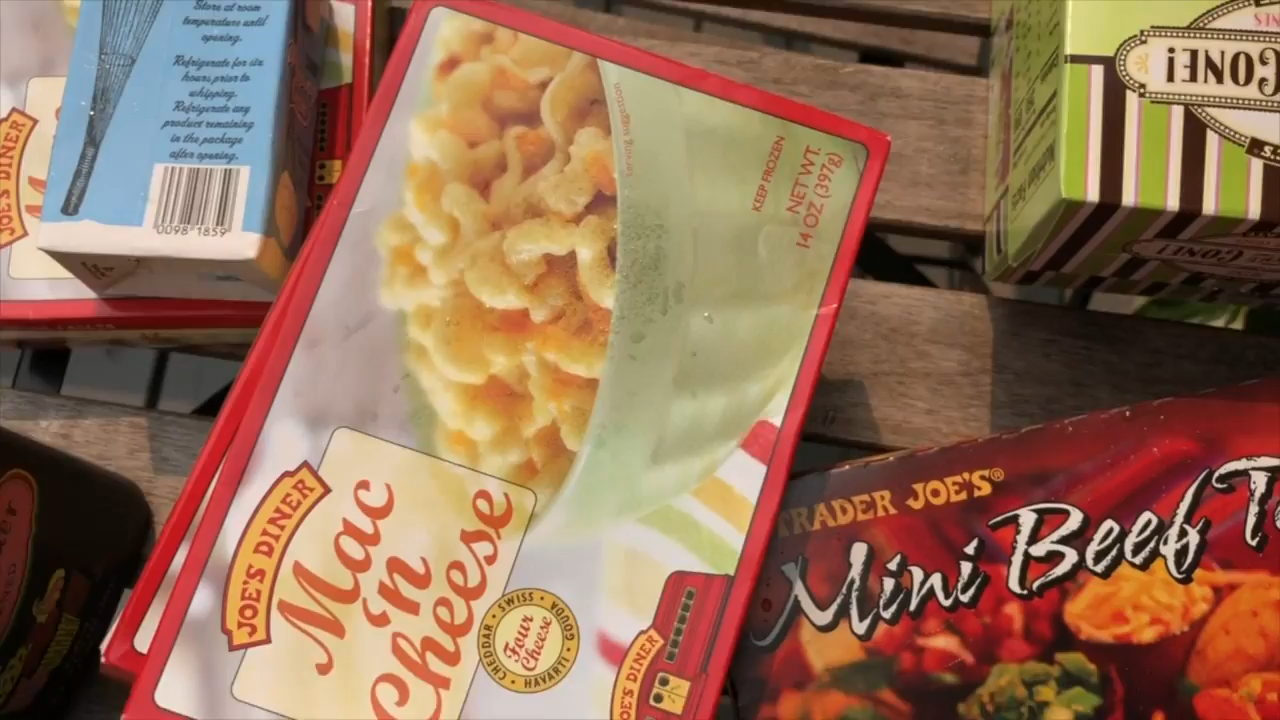 Store at room
temperature until
opening.
Refrigerate for six
hours prior to
whipping.
Refrigerate any
product remaining
in the package
after opening.
0098 1859
JOE'S DINER
serving suggestion
KEEP FROZEN
NET WT.
14 OZ (397g)
JOE'S DINER
Mac
'n
Cheese
CHEDDAR • SWISS • GOUDA • HAVARTI
Four
Cheese
JOE'S DINER
GONE!
GONE!
TRADER JOE'S®
Mini Beef